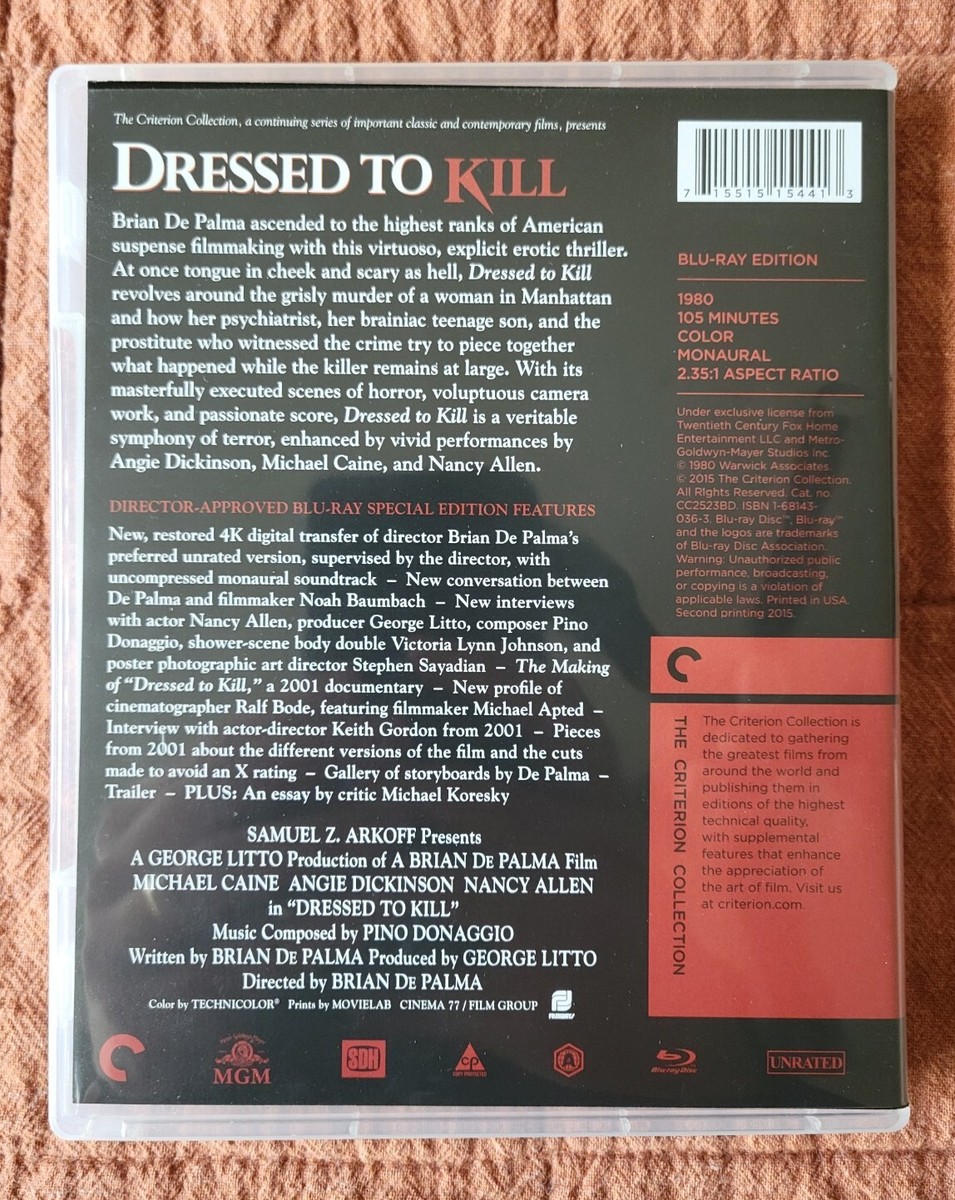 The Criterion Collection, a continuing series of important classic and contemporary films, presents
DRESSED TO KILL
Brian De Palma ascended to the highest ranks of American
suspense filmmaking with this virtuoso, explicit erotic thriller.
At once tongue in cheek and scary as hell, Dressed to Kill
revolves around the grisly murder of a woman in Manhattan
and how her psychiatrist, her brainiac teenage son, and the
prostitute who witnessed the crime try to piece together
what happened while the killer remains at large. With its
masterfully executed scenes of horror, voluptuous camera
work, and passionate score, Dressed to Kill is a veritable
symphony of terror, enhanced by vivid performances by
Angie Dickinson, Michael Caine, and Nancy Allen.
DIRECTOR-APPROVED BLU-RAY SPECIAL EDITION FEATURES
New, restored 4K digital transfer of director Brian De Palma's
preferred unrated version, supervised by the director, with
uncompressed monaural soundtrack – New conversation between
De Palma and filmmaker Noah Baumbach – New interviews
with actor Nancy Allen, producer George Litto, composer Pino
Donaggio, shower-scene body double Victoria Lynn Johnson, and
poster photographic art director Stephen Sayadian – The Making
of "Dressed to Kill," a 2001 documentary – New profile of
cinematographer Ralf Bode, featuring filmmaker Michael Apted –
Interview with actor-director Keith Gordon from 2001 – Pieces
from 2001 about the different versions of the film and the cuts
made to avoid an X rating – Gallery of storyboards by De Palma –
Trailer – PLUS: An essay by critic Michael Koresky
SAMUEL Z. ARKOFF Presents
A GEORGE LITTO Production of A BRIAN DE PALMA Film
MICHAEL CAINE ANGIE DICKINSON NANCY ALLEN
in "DRESSED TO KILL"
Music Composed by PINO DONAGGIO
Written by BRIAN DE PALMA Produced by GEORGE LITTO
Directed by BRIAN DE PALMA
Color by TECHNICOLOR® Prints by MOVIELAB CINEMA 77 / FILM GROUP
7 15515 15441 3
BLU-RAY EDITION
1980
105 MINUTES
COLOR
MONAURAL
2.35:1 ASPECT RATIO
Under exclusive license from
Twentieth Century Fox Home
Entertainment LLC and Metro-
Goldwyn-Mayer Studios Inc.
© 1980 Warwick Associates.
© 2015 The Criterion Collection.
All Rights Reserved. Cat. no.
CC2523BD. ISBN 1-68143-
036-3. Blu-ray Disc™, Blu-ray™
and the logos are trademarks
of Blu-ray Disc Association.
Warning: Unauthorized public
performance, broadcasting,
or copying is a violation of
applicable laws. Printed in USA.
Second printing 2015.
THE CRITERION COLLECTION
The Criterion Collection is
dedicated to gathering
the greatest films from
around the world and
publishing them in
editions of the highest
technical quality,
with supplemental
features that enhance
the appreciation of
the art of film. Visit us
at criterion.com.
MGM
SDH
CP
COPY PROTECTED
A
Blu-ray Disc
UNRATED